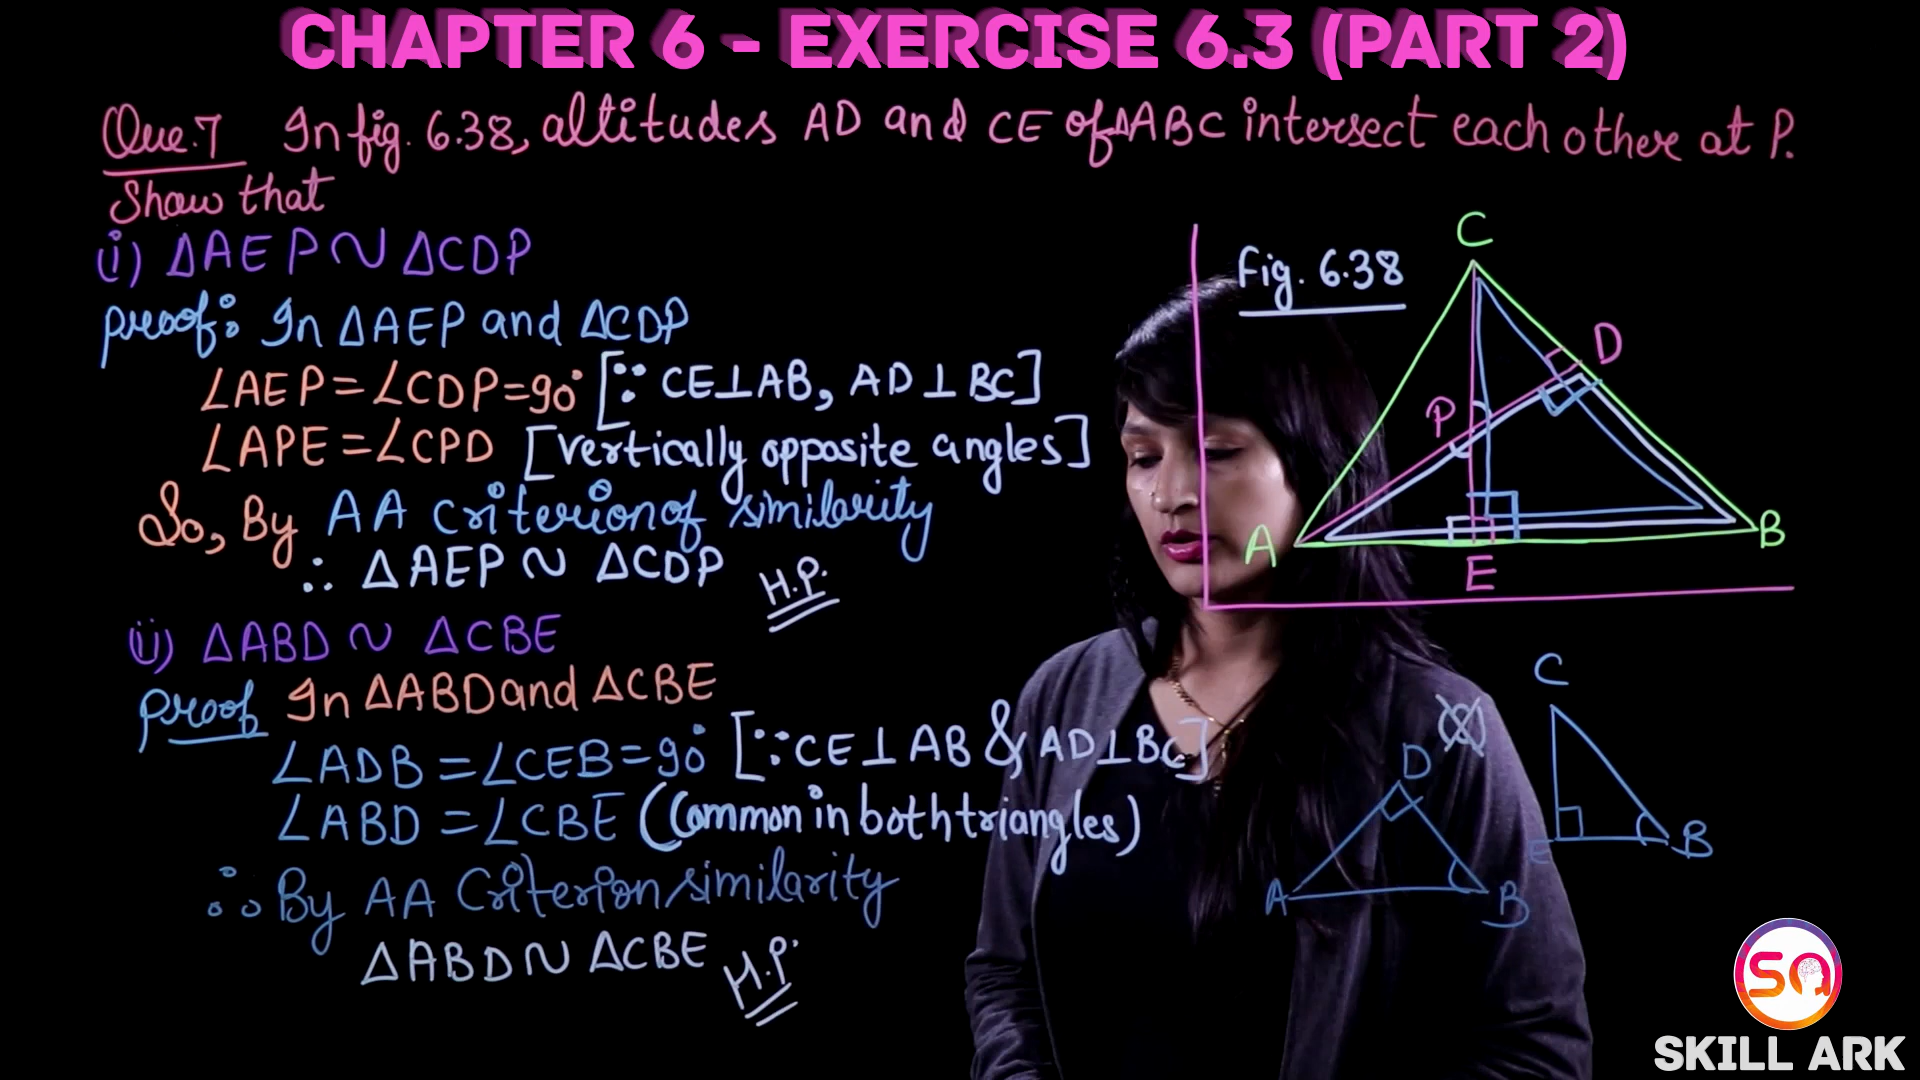 CHAPTER 6 - EXERCISE 6.3 (PART 2)
Que.7 In fig. 6.38, altitudes AD and CE of ΔABC intersect each othere at P.
Show that
(i) ΔAEP ~ ΔCDP
proof: In ΔAEP and ΔCDP
∠AEP = ∠CDP = 90° [∵ CE⊥AB, AD⊥BC]
∠APE = ∠CPD [vertically opposite angles]
So, By AA criterion of similarity
∴ ΔAEP ~ ΔCDP H.P.
(ii) ΔABD ~ ΔCBE
Proof In ΔABD and ΔCBE
∠ADB = ∠CEB = 90° [∵ CE⊥AB & AD⊥BC]
∠ABD = ∠CBE (Common in both triangles)
∴ By AA Criterion similarity
ΔABD ~ ΔCBE H.P.
Fig. 6.38
C
D
P
A
B
E
C
D
E
B
A
B
SA
SKILL ARK